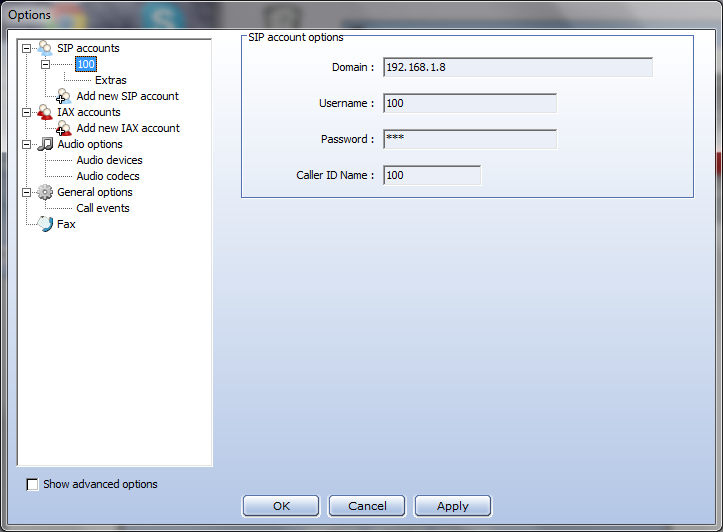 Options
SIP accounts
100
Extras
Add new SIP account
IAX accounts
Add new IAX account
Audio options
Audio devices
Audio codecs
General options
Call events
Fax
SIP account options
Domain : 192.168.1.8
Username : 100
Password : ***
Caller ID Name : 100
Show advanced options
OK Cancel Apply